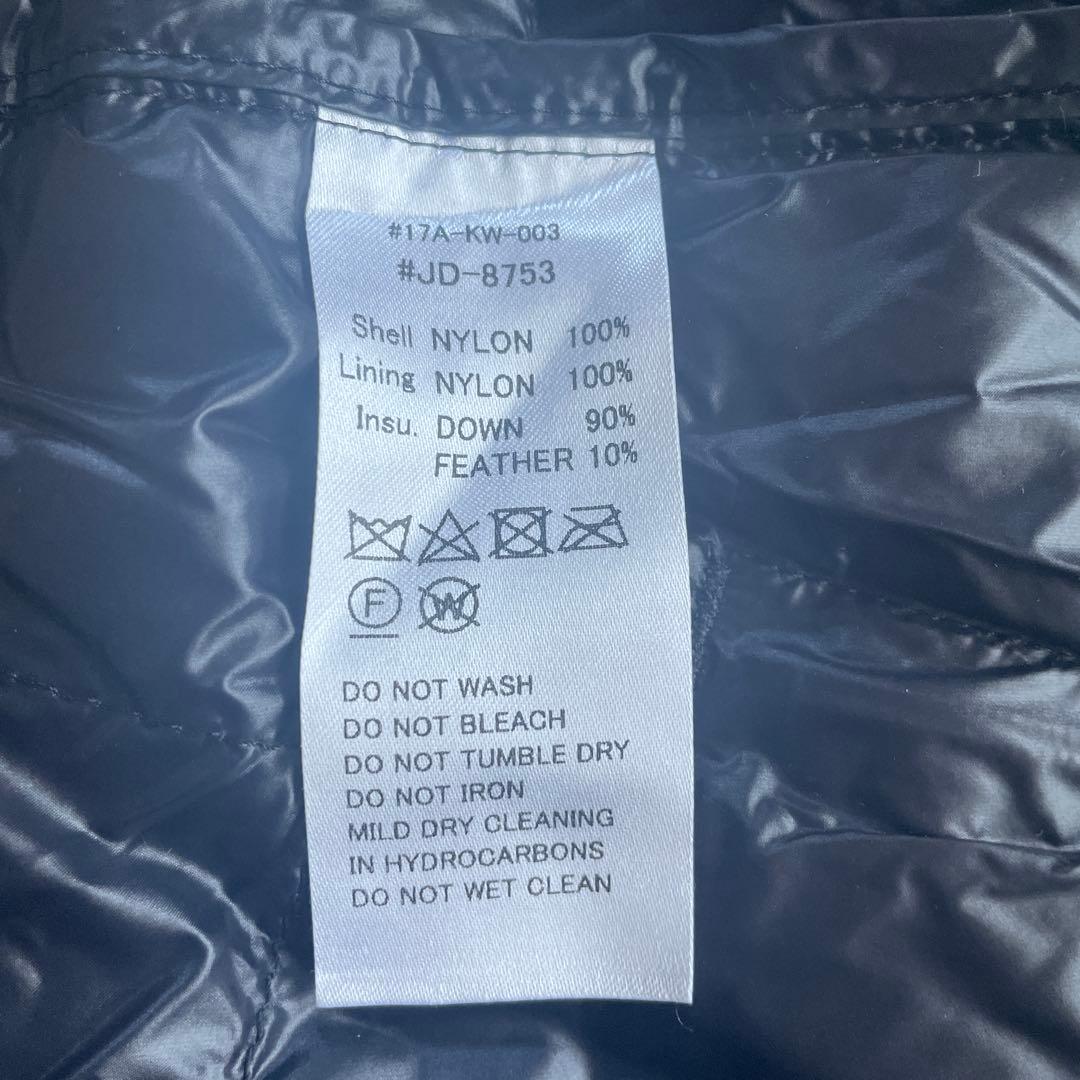 #17A-KW-003
#JD-8753
Shell NYLON 100%
Lining NYLON 100%
Insu. DOWN 90%
FEATHER 10%
F W
DO NOT WASH
DO NOT BLEACH
DO NOT TUMBLE DRY
DO NOT IRON
MILD DRY CLEANING
IN HYDROCARBONS
DO NOT WET CLEAN